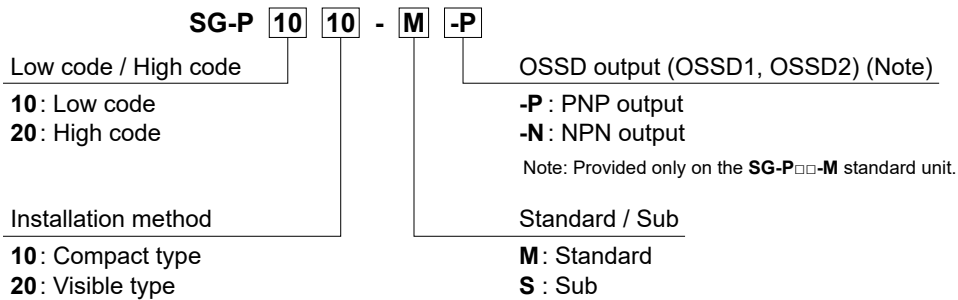 SG-P 10 10 - M -P
Low code / High code
10 : Low code
20 : High code
OSSD output (OSSD1, OSSD2) (Note)
-P : PNP output
-N : NPN output
Note: Provided only on the SG-P□□-M standard unit.
Installation method
10 : Compact type
20 : Visible type
Standard / Sub
M : Standard
S : Sub